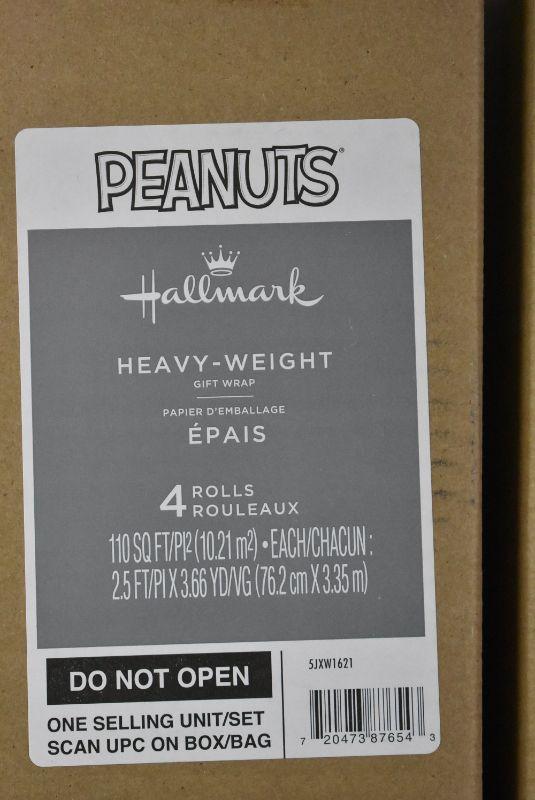 PEANUTS®
Hallmark
HEAVY-WEIGHT
GIFT WRAP
PAPIER D'EMBALLAGE
ÉPAIS
4 ROLLS
ROULEAUX
110 SQ FT/PI² (10.21 m²) • EACH/CHACUN :
2.5 FT/PI X 3.66 YD/VG (76.2 cm X 3.35 m)
DO NOT OPEN
ONE SELLING UNIT/SET
SCAN UPC ON BOX/BAG
5JXW1621
7 20473 87654 3